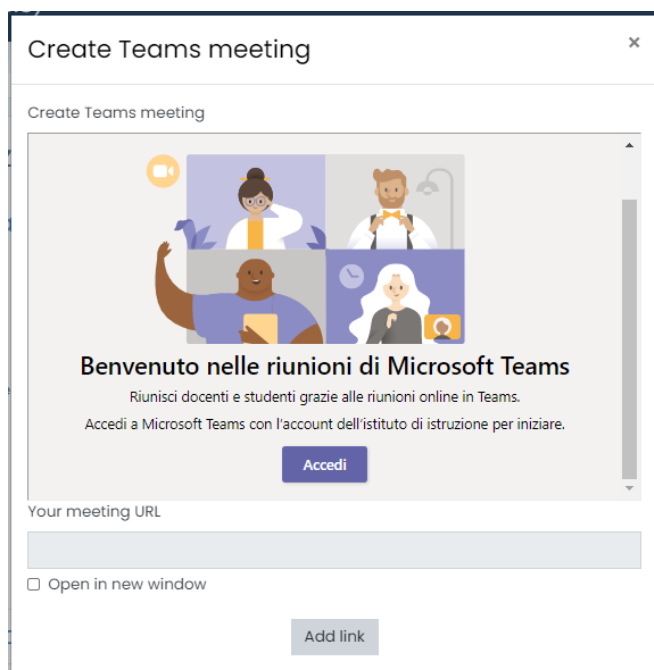 Create Teams meeting
×
Create Teams meeting
Benvenuto nelle riunioni di Microsoft Teams
Riunisci docenti e studenti grazie alle riunioni online in Teams.
Accedi a Microsoft Teams con l'account dell'istituto di istruzione per iniziare.
Accedi
Your meeting URL
Open in new window
Add link